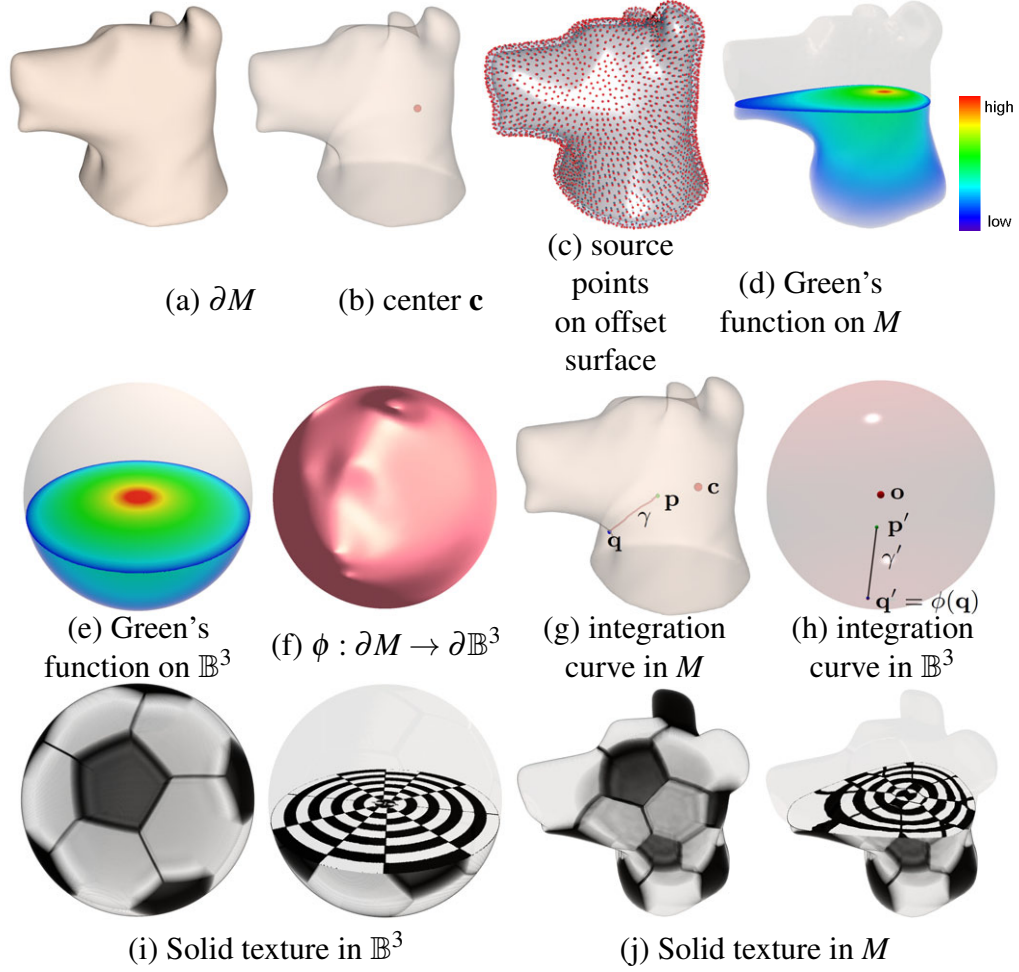 high
low
(a) ∂M
(b) center c
(c) source
points
on offset
surface
(d) Green's
function on M
(e) Green's
function on 𝔹³
(f) ϕ : ∂M → ∂𝔹³
c
p
γ
q
(g) integration
curve in M
o
p′
γ′
q′ = ϕ(q)
(h) integration
curve in 𝔹³
(i) Solid texture in 𝔹³
(j) Solid texture in M